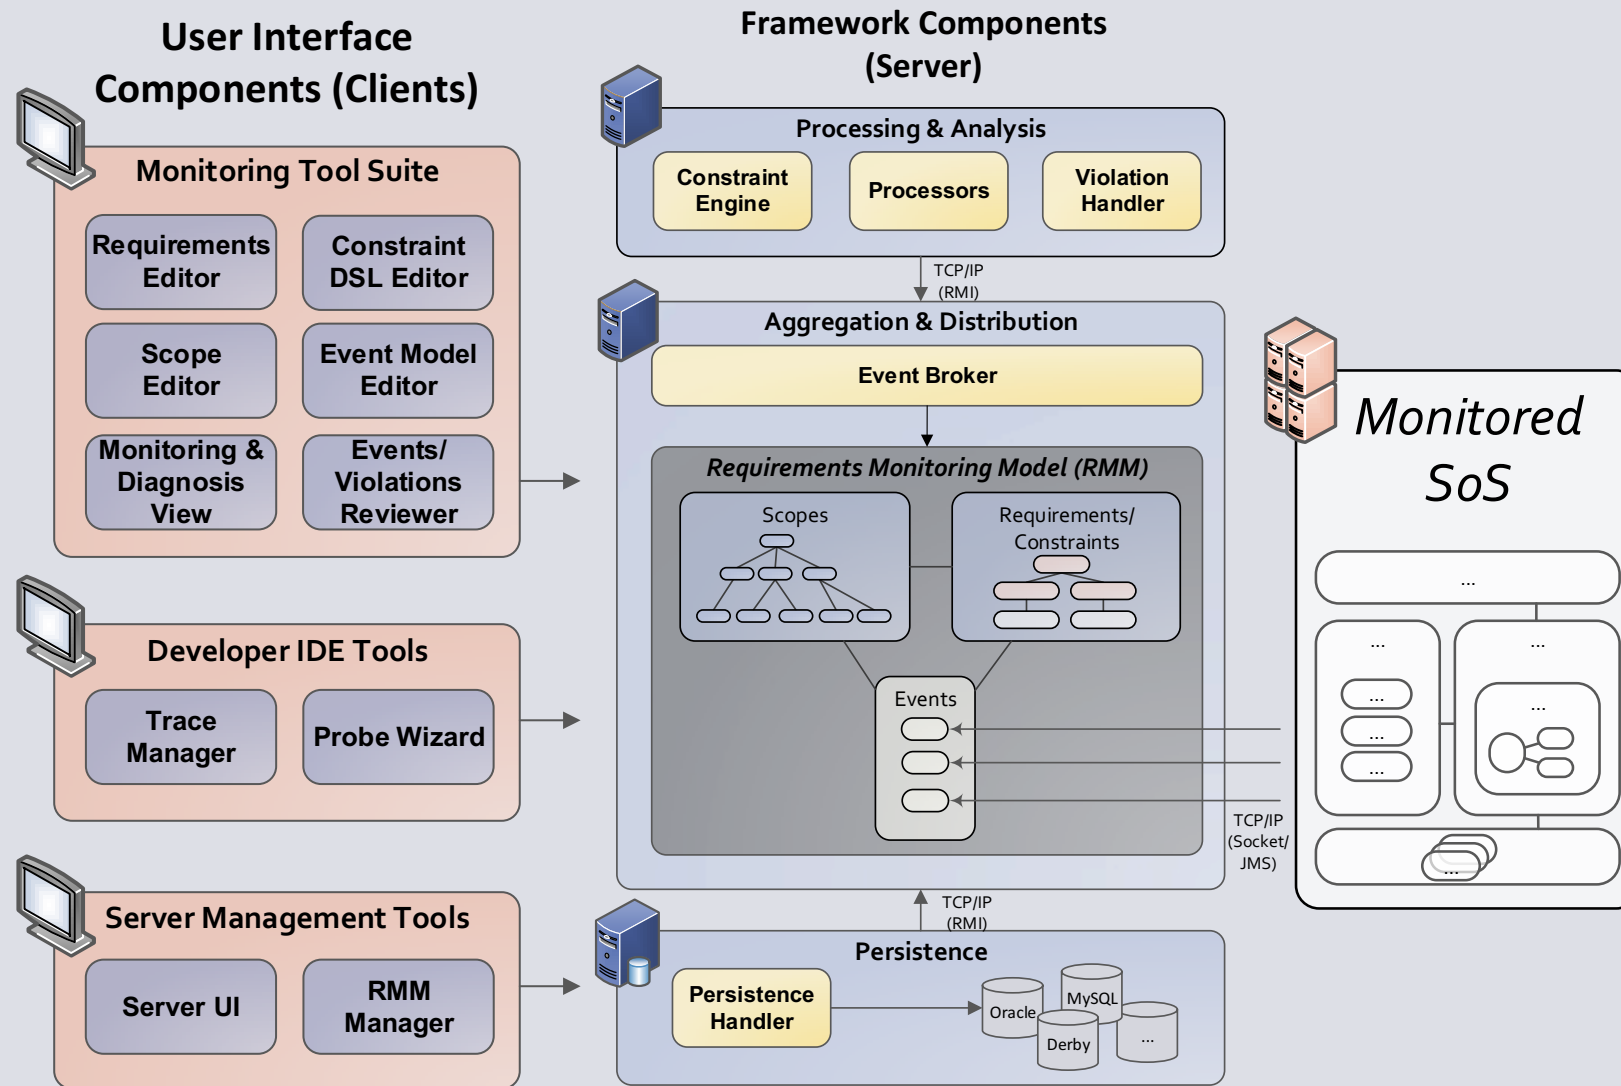 User Interface
Components (Clients)
Monitoring Tool Suite
Requirements
Editor
Constraint
DSL Editor
Scope
Editor
Event Model
Editor
Monitoring &
Diagnosis
View
Events/
Violations
Reviewer
Developer IDE Tools
Trace
Manager
Probe Wizard
Server Management Tools
Server UI
RMM
Manager
Framework Components
(Server)
Processing & Analysis
Constraint
Engine
Processors
Violation
Handler
TCP/IP
(RMI)
Aggregation & Distribution
Event Broker
Requirements Monitoring Model (RMM)
Scopes
Requirements/
Constraints
Events
TCP/IP
(Socket/
JMS)
TCP/IP
(RMI)
Persistence
Persistence
Handler
Oracle
MySQL
Derby
...
Monitored
SoS
...
...
...
...
...
...
...
...